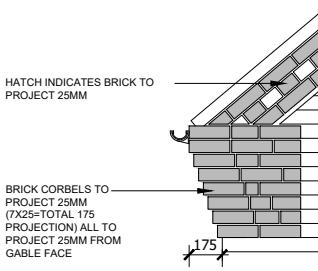 HATCH INDICATES BRICK TO
PROJECT 25MM
BRICK CORBELS TO
PROJECT 25MM
(7X25=TOTAL 175
PROJECTION) ALL TO
PROJECT 25MM FROM
GABLE FACE
175